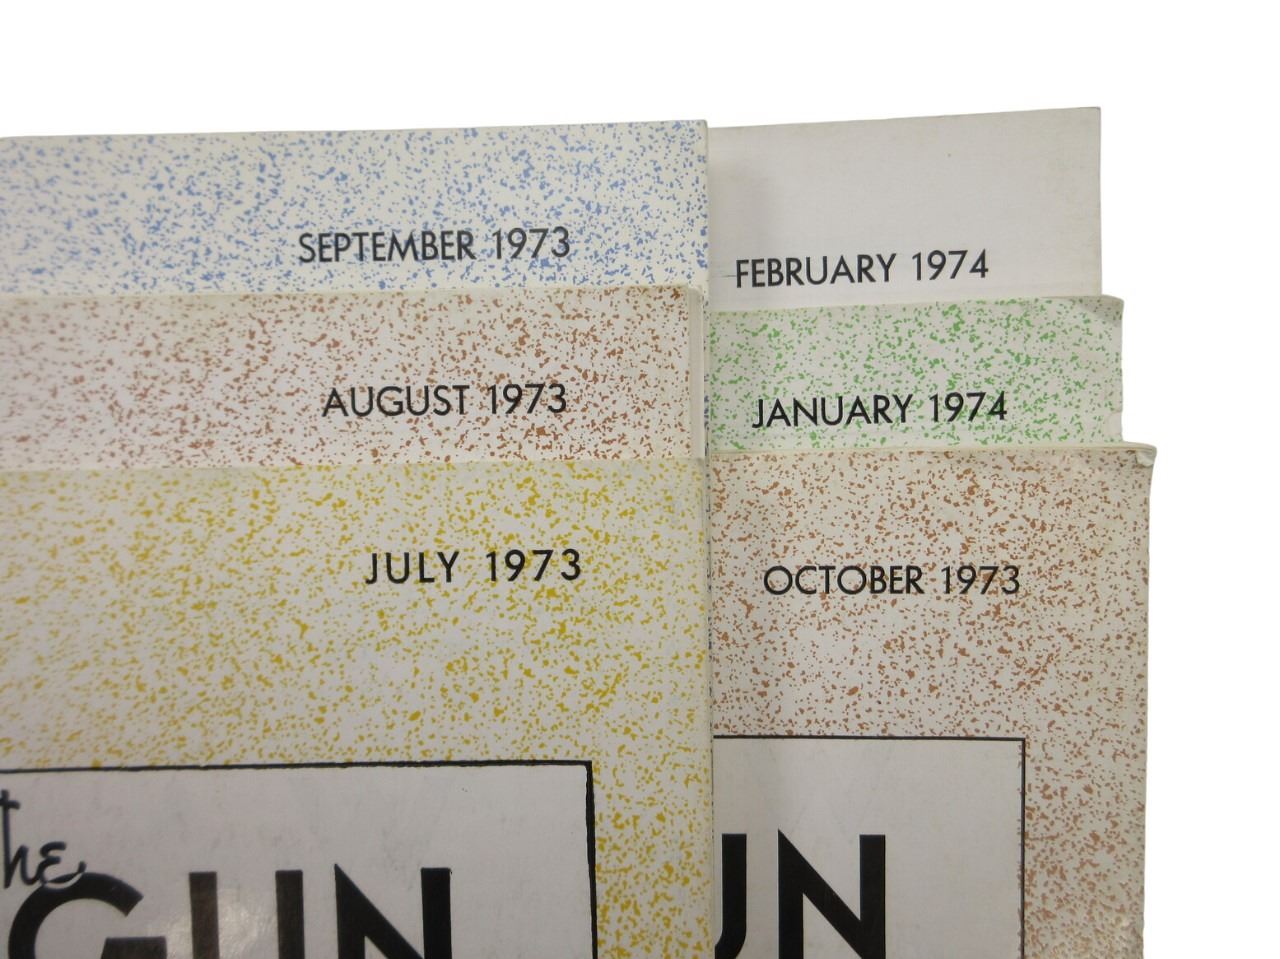 SEPTEMBER 1973
AUGUST 1973
JULY 1973
the
GUN
FEBRUARY 1974
JANUARY 1974
OCTOBER 1973
UN